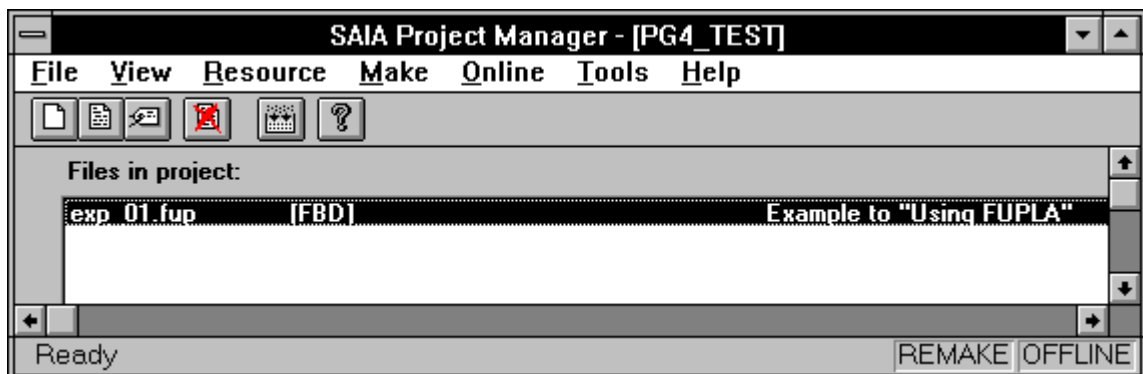 SAIA Project Manager - [PG4_TEST]
File View Resource Make Online Tools Help
Files in project:
exp_01.fup [FBD] Example to "Using FUPLA"
Ready REMAKE OFFLINE